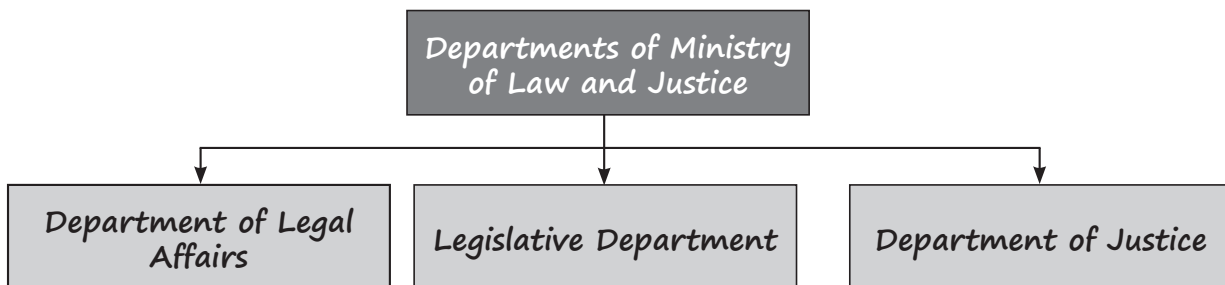 Departments of Ministry
of Law and Justice
Department of Legal
Affairs
Legislative Department
Department of Justice